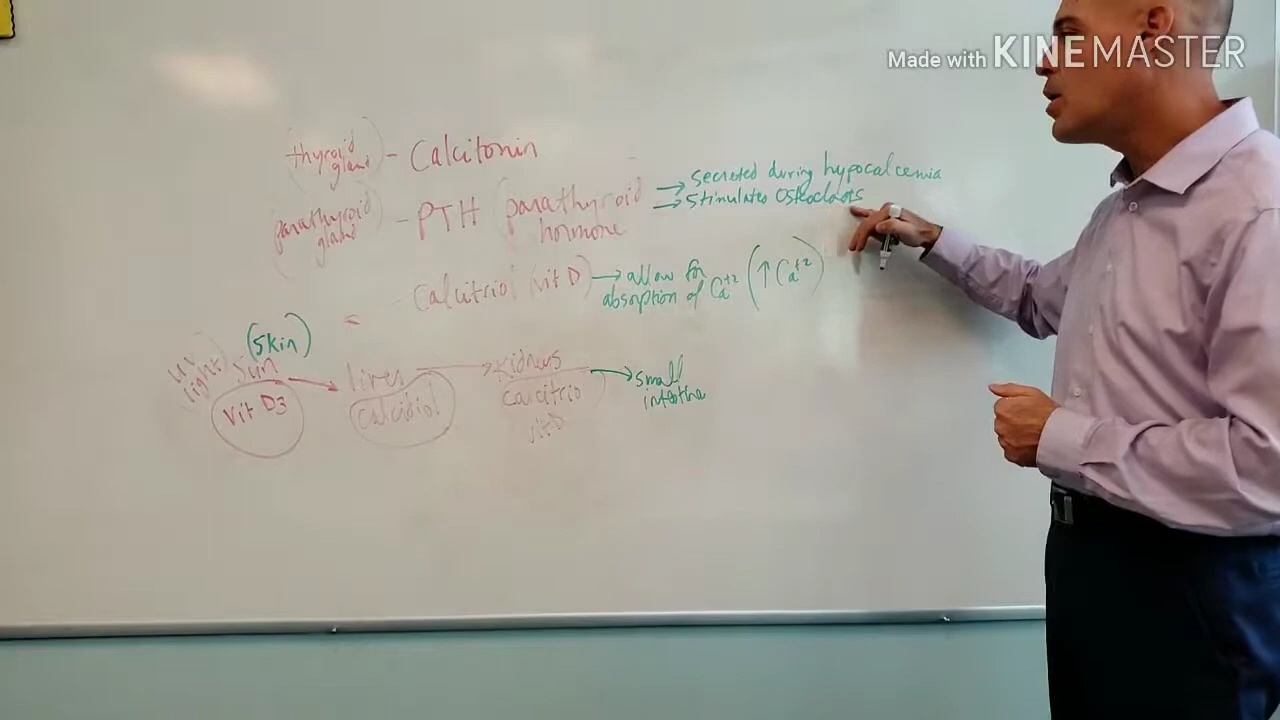 Made with KINEMASTER
(thyroid gland) - Calcitonin
(parathyroid gland) - PTH (parathyroid hormone
→ secreted during hypocalcemia
→ stimulates osteoclasts
- Calcitriol (vit D) → allow for absorption of Ca+2 (↑ Ca+2)
(skin)
uv light) sun → liver → kidneys → small intestine
vit D3
calcidiol
calcitrio
vit D